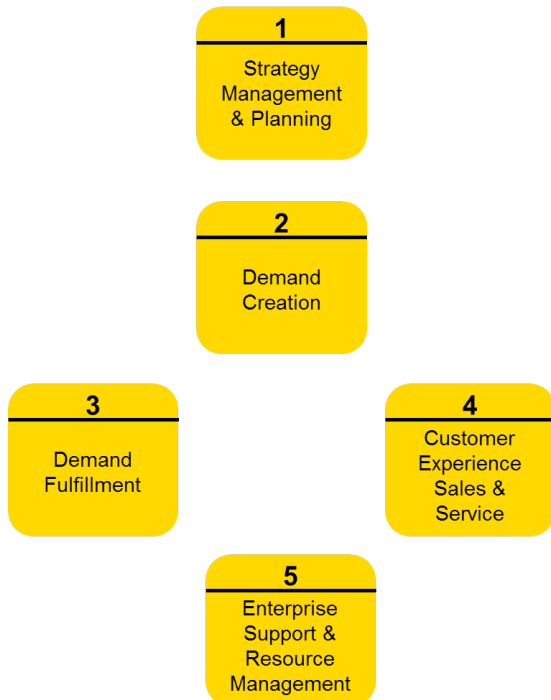 1
Strategy
Management
& Planning
2
Demand
Creation
3
Demand
Fulfillment
4
Customer
Experience
Sales &
Service
5
Enterprise
Support &
Resource
Management